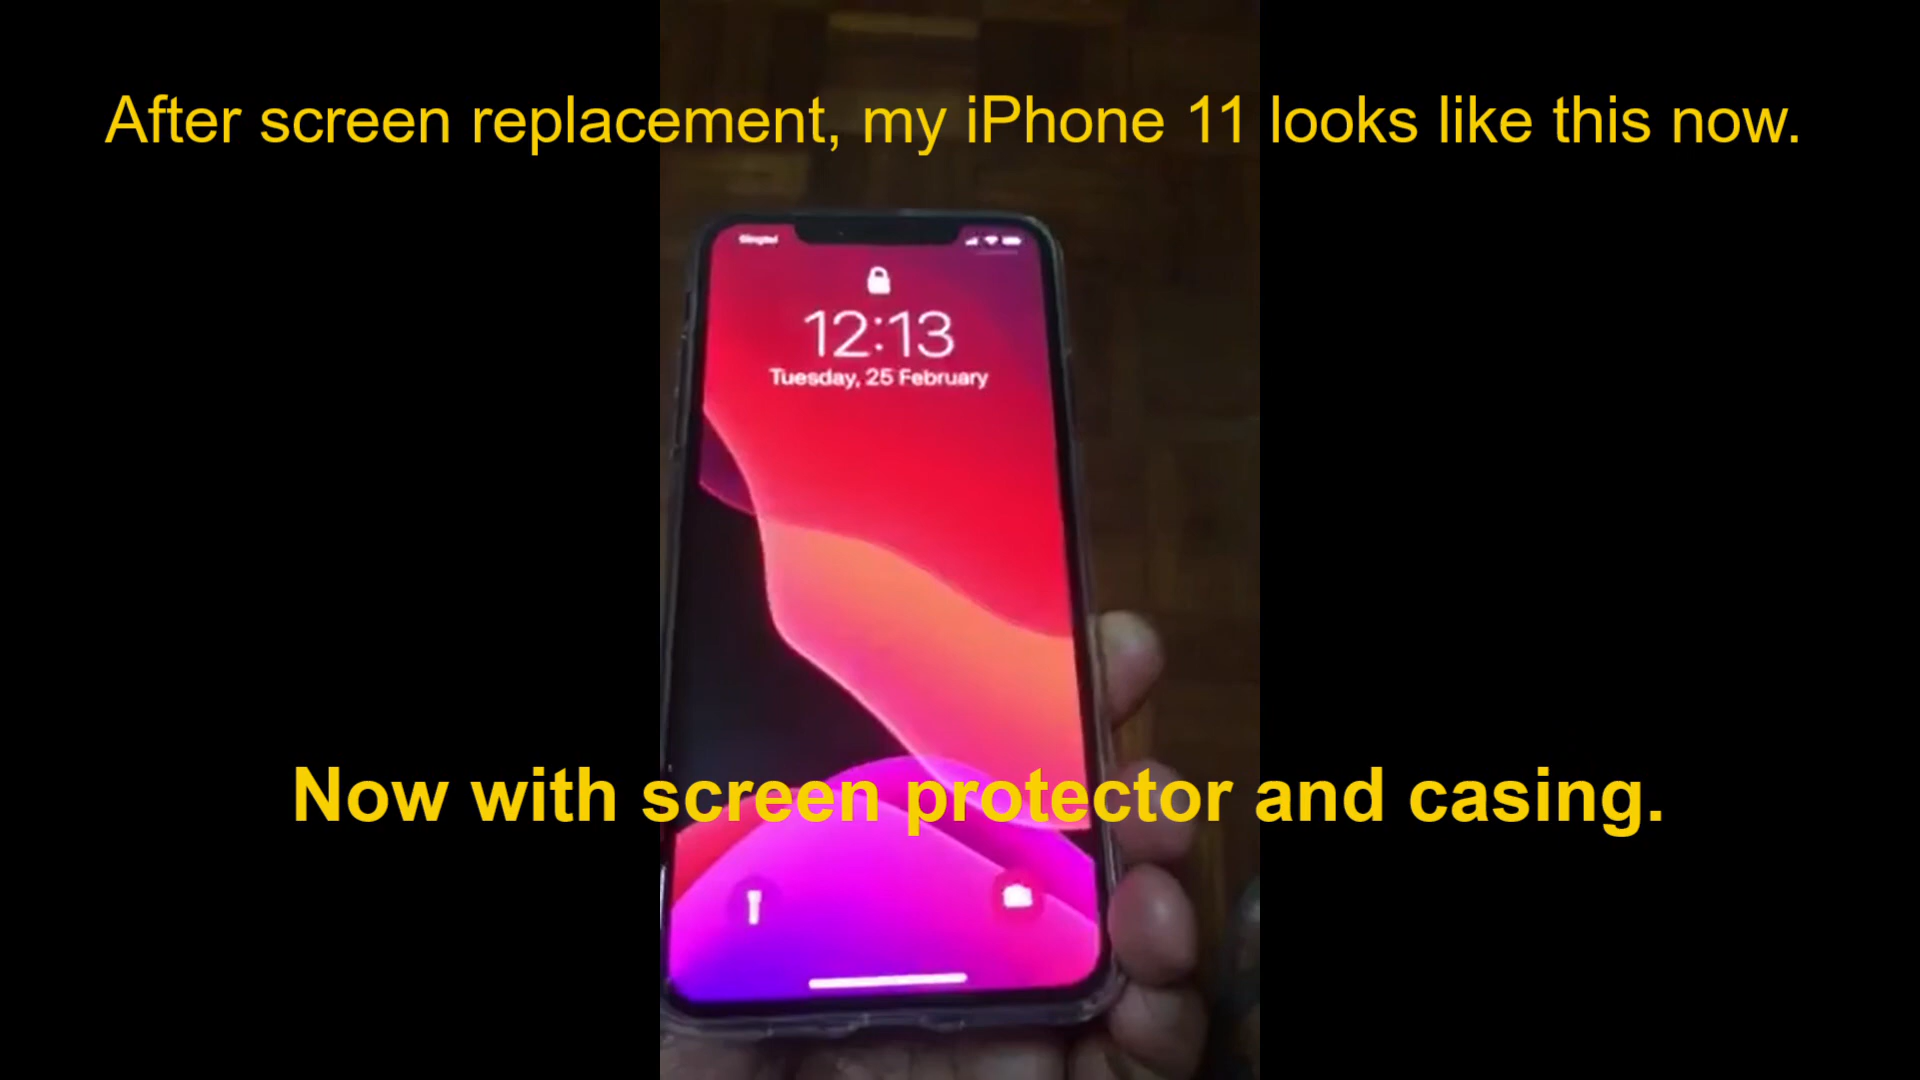 After screen replacement, my iPhone 11 looks like this now.
Singtel
12:13
Tuesday, 25 February
Now with screen protector and casing.